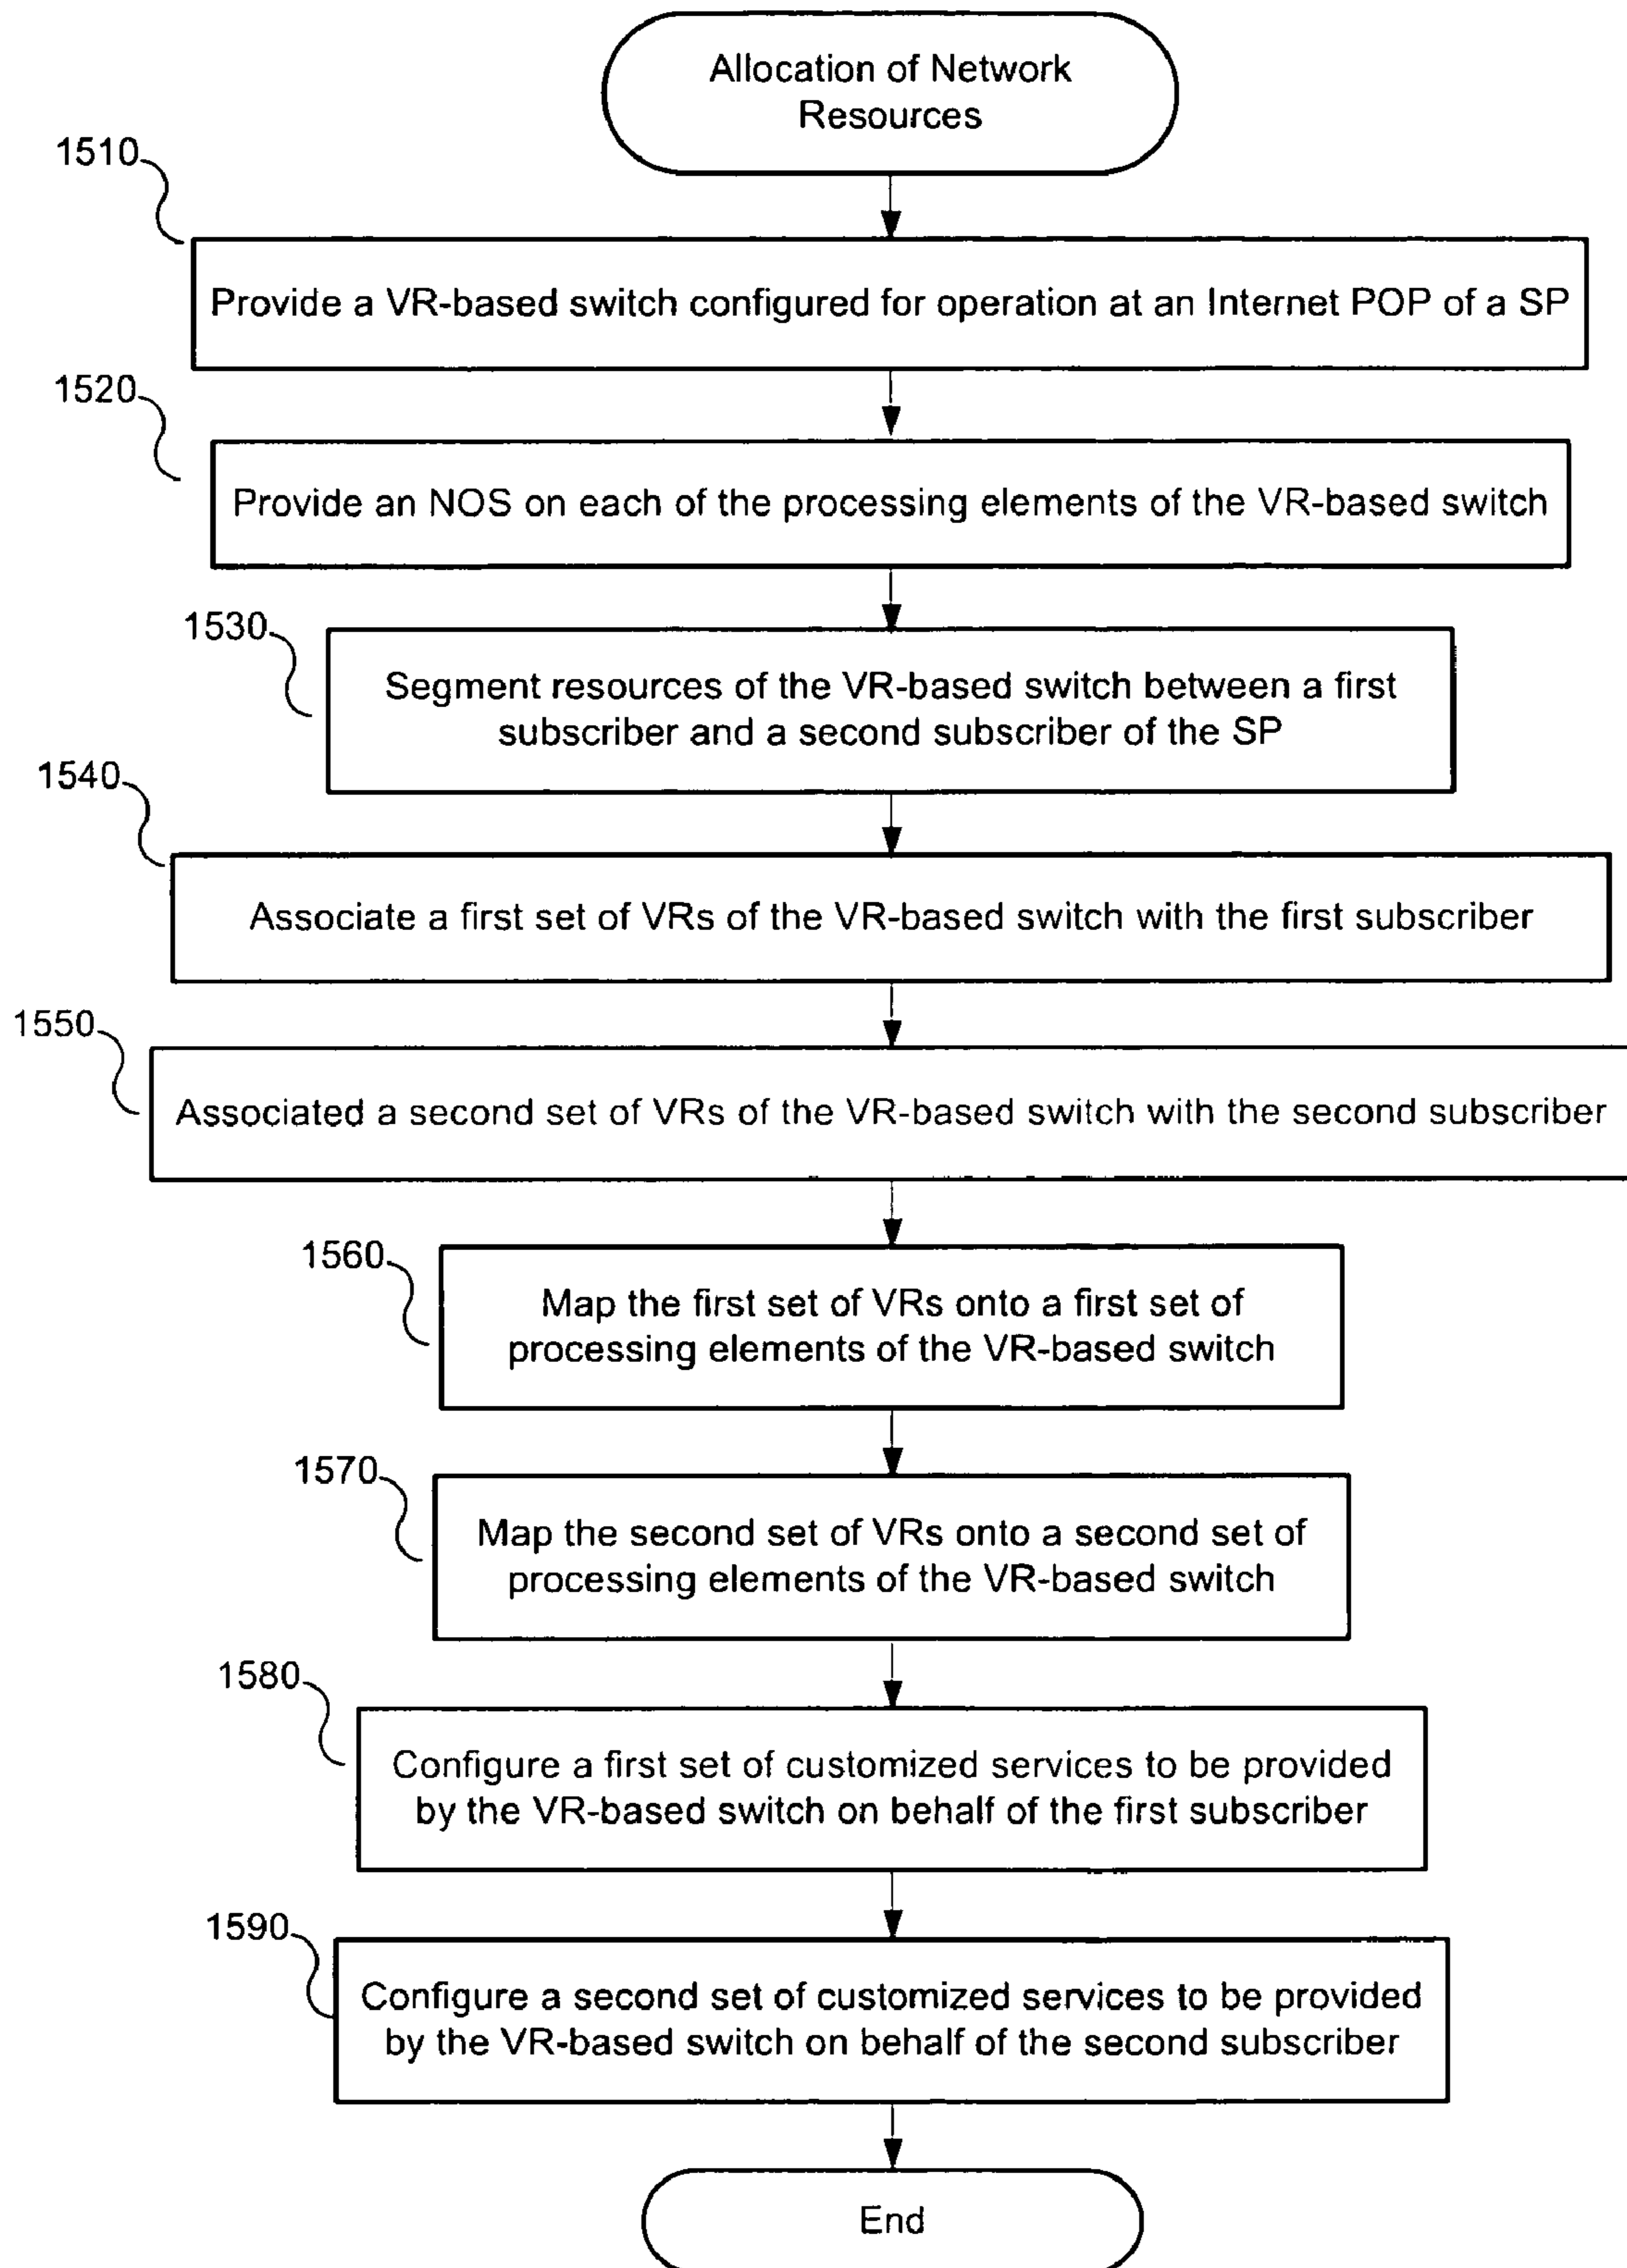 Allocation of Network
Resources
1510
Provide a VR-based switch configured for operation at an Internet POP of a SP
1520
Provide an NOS on each of the processing elements of the VR-based switch
1530
Segment resources of the VR-based switch between a first
subscriber and a second subscriber of the SP
1540
Associate a first set of VRs of the VR-based switch with the first subscriber
1550
Associated a second set of VRs of the VR-based switch with the second subscriber
1560
Map the first set of VRs onto a first set of
processing elements of the VR-based switch
1570
Map the second set of VRs onto a second set of
processing elements of the VR-based switch
1580
Configure a first set of customized services to be provided
by the VR-based switch on behalf of the first subscriber
1590
Configure a second set of customized services to be provided
by the VR-based switch on behalf of the second subscriber
End